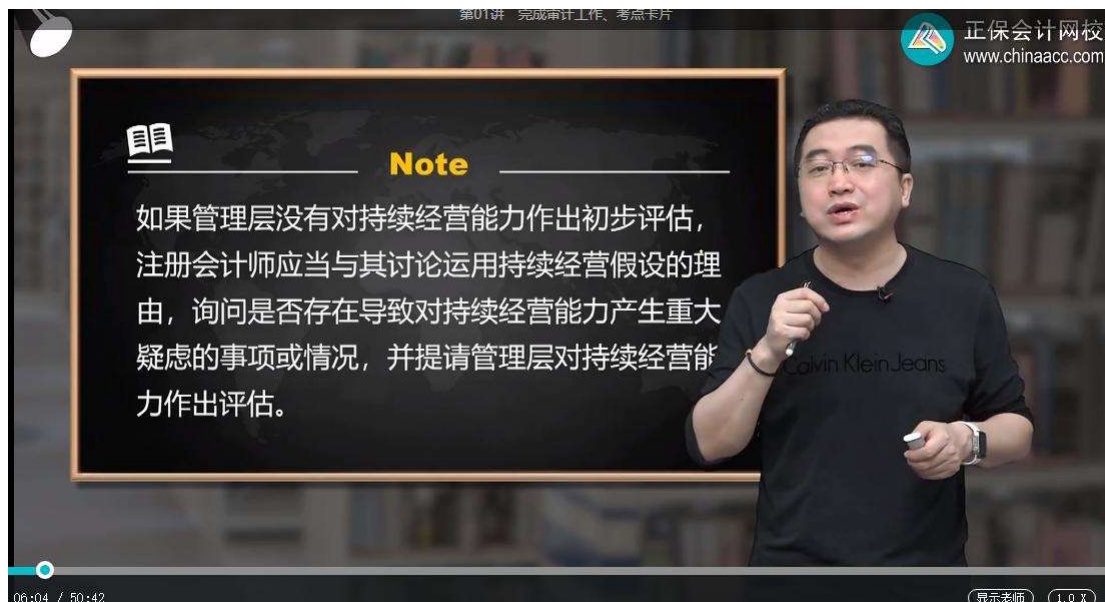 第01讲 完成审计工作、考点卡片
正保会计网校
www.chinaacc.com
Note
如果管理层没有对持续经营能力作出初步评估，
注册会计师应当与其讨论运用持续经营假设的理
由，询问是否存在导致对持续经营能力产生重大
疑虑的事项或情况，并提请管理层对持续经营能
力作出评估。
Calvin Klein Jeans
06:04 / 50:42
显示老师
1.0 X